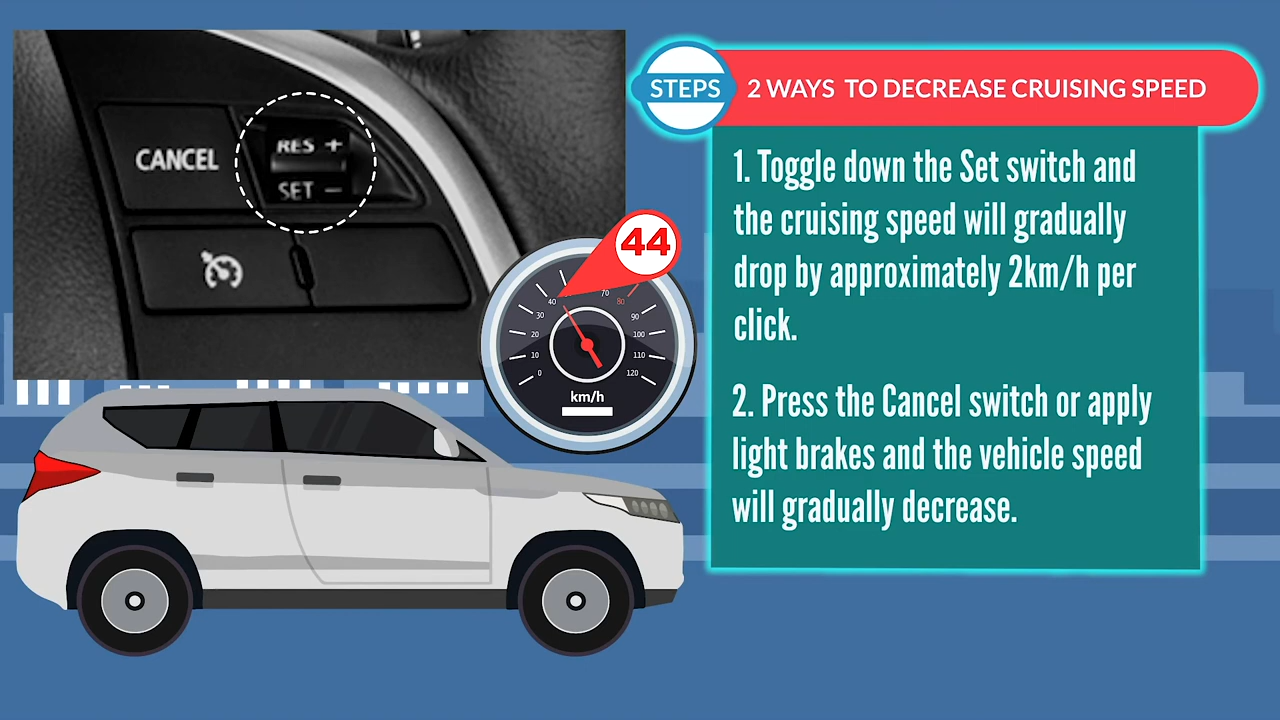 RES +
CANCEL
SET −
STEPS
2 WAYS TO DECREASE CRUISING SPEED
1. Toggle down the Set switch and
the cruising speed will gradually
drop by approximately 2km/h per
click.
2. Press the Cancel switch or apply
light brakes and the vehicle speed
will gradually decrease.
44
40
70
80
30
90
20
100
10
110
0
120
km/h